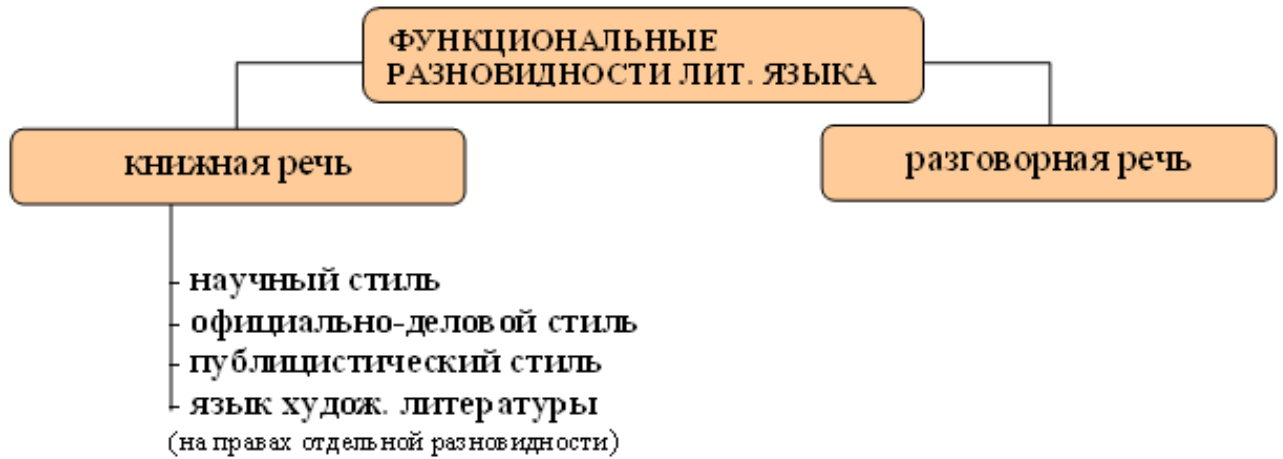 ФУНКЦИОНАЛЬНЫЕ
РАЗНОВИДНОСТИ ЛИТ. ЯЗЫКА
книжная речь
разговорная речь
- научный стиль
- официально-деловой стиль
- публицистический стиль
- язык худож. литературы
(на правах отдельной разновидности)